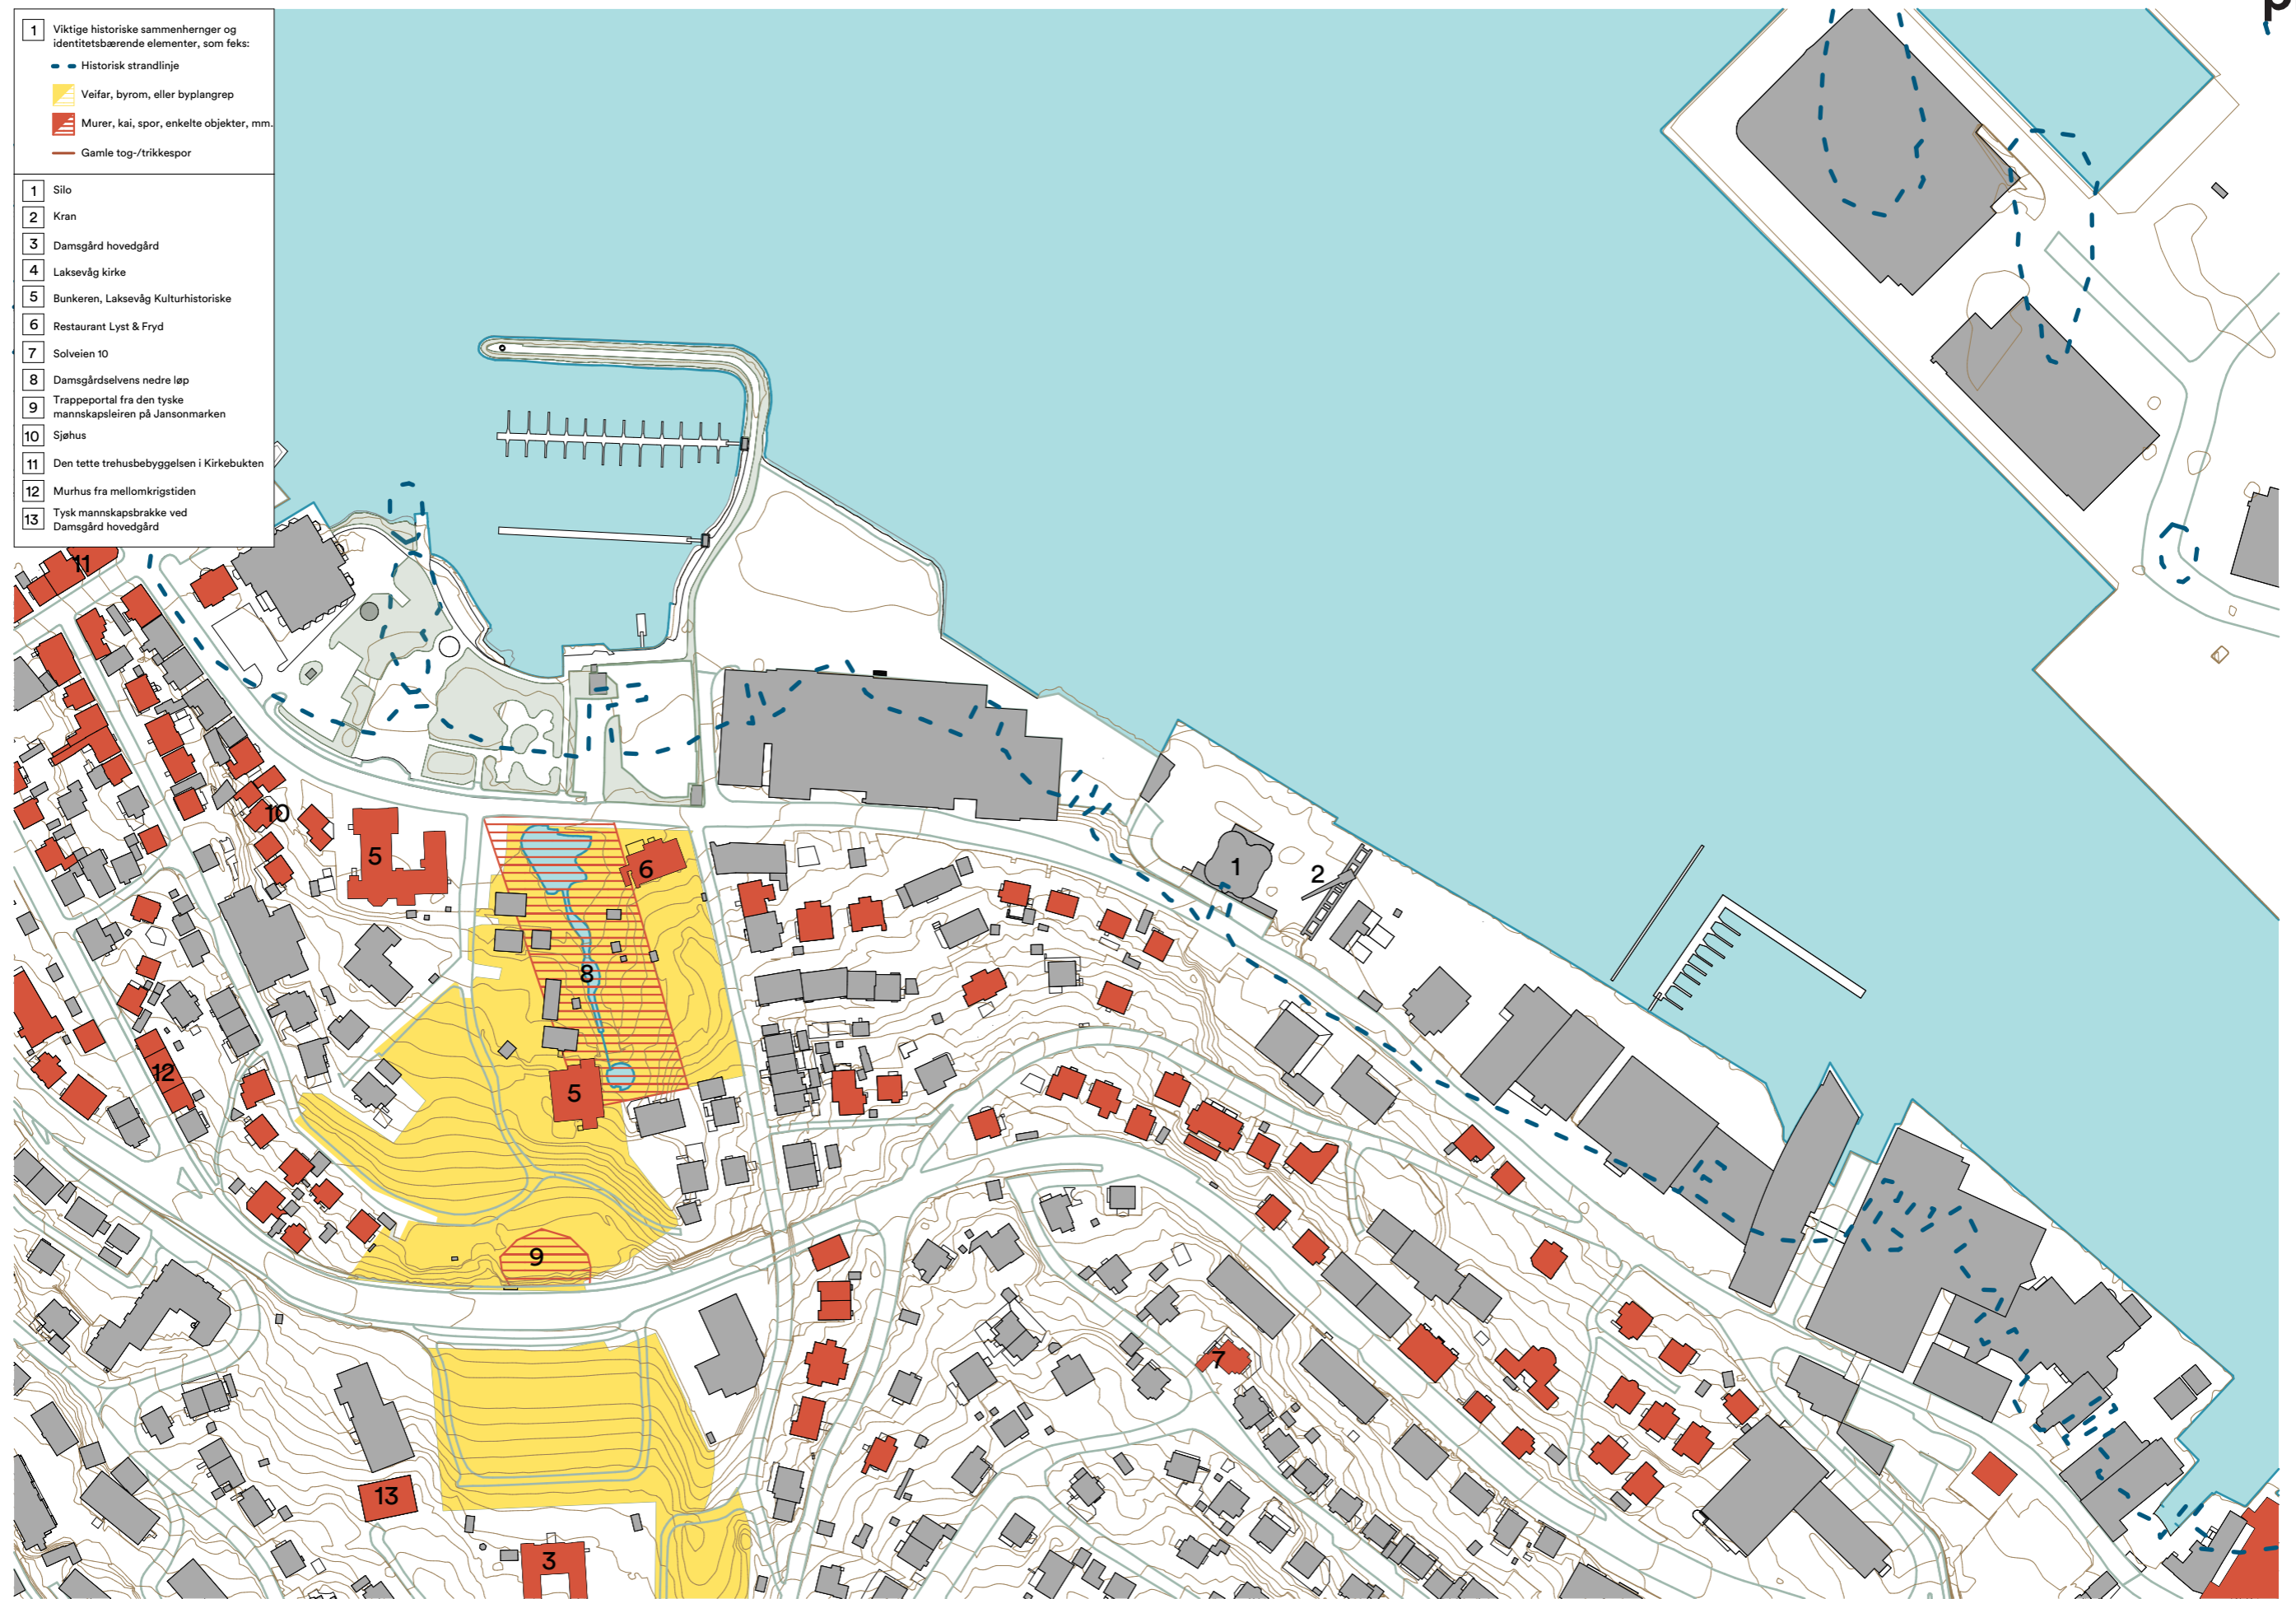 p
1 Viktige historiske sammenhernger og
identitetsbærende elementer, som feks:
Historisk strandlinje
Veifar, byrom, eller byplangrep
Murer, kai, spor, enkelte objekter, mm.
Gamle tog-/trikkespor
1 Silo
2 Kran
3 Damsgård hovedgård
4 Laksevåg kirke
5 Bunkeren, Laksevåg Kulturhistoriske
6 Restaurant Lyst & Fryd
7 Solveien 10
8 Damsgårdselvens nedre løp
9 Trappeportal fra den tyske
mannskapsleiren på Jansonmarken
10 Sjøhus
11 Den tette trehusbebyggelsen i Kirkebukten
12 Murhus fra mellomkrigstiden
13 Tysk mannskapsbrakke ved
Damsgård hovedgård
11
10
5
6
1
2
8
12
5
9
7
13
3